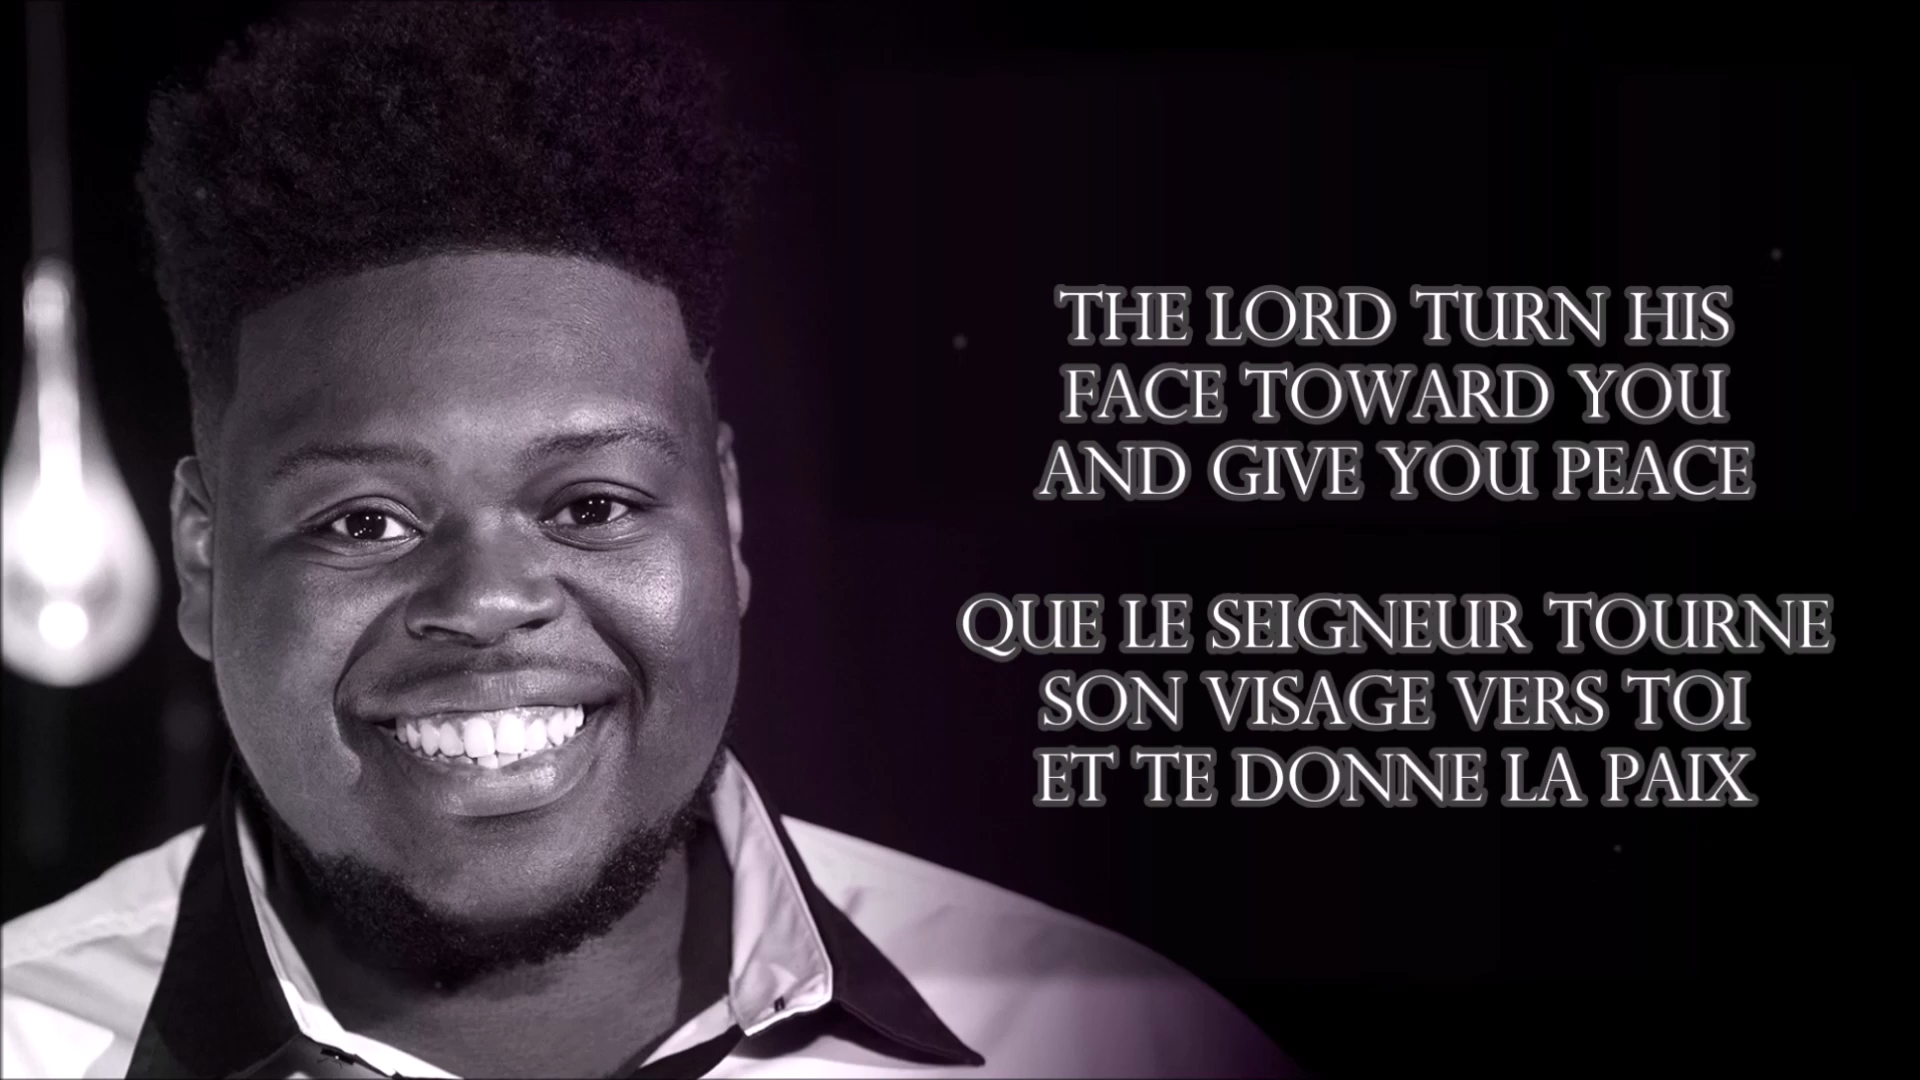 THE LORD TURN HIS
FACE TOWARD YOU
AND GIVE YOU PEACE
QUE LE SEIGNEUR TOURNE
SON VISAGE VERS TOI
ET TE DONNE LA PAIX